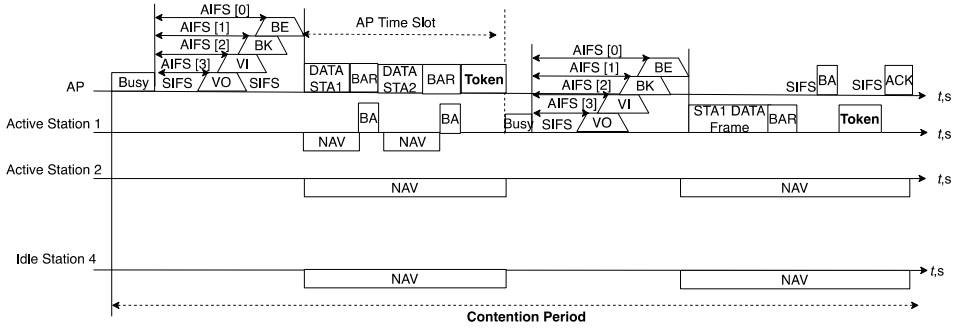 AIFS [0]
BE
AIFS [1]
BK
AIFS [2]
VI
AIFS [3]
VO
SIFS
SIFS
AP Time Slot
AP
Busy
DATA
STA1
BAR
DATA
STA2
BAR
Token
AIFS [0]
BE
AIFS [1]
BK
AIFS [2]
VI
AIFS [3]
VO
SIFS
SIFS
BA
SIFS
ACK
t,s
Active Station 1
NAV
BA
NAV
BA
Busy
STA1 DATA
Frame
BAR
Token
t,s
Active Station 2
NAV
NAV
t,s
Idle Station 4
NAV
NAV
t,s
Contention Period